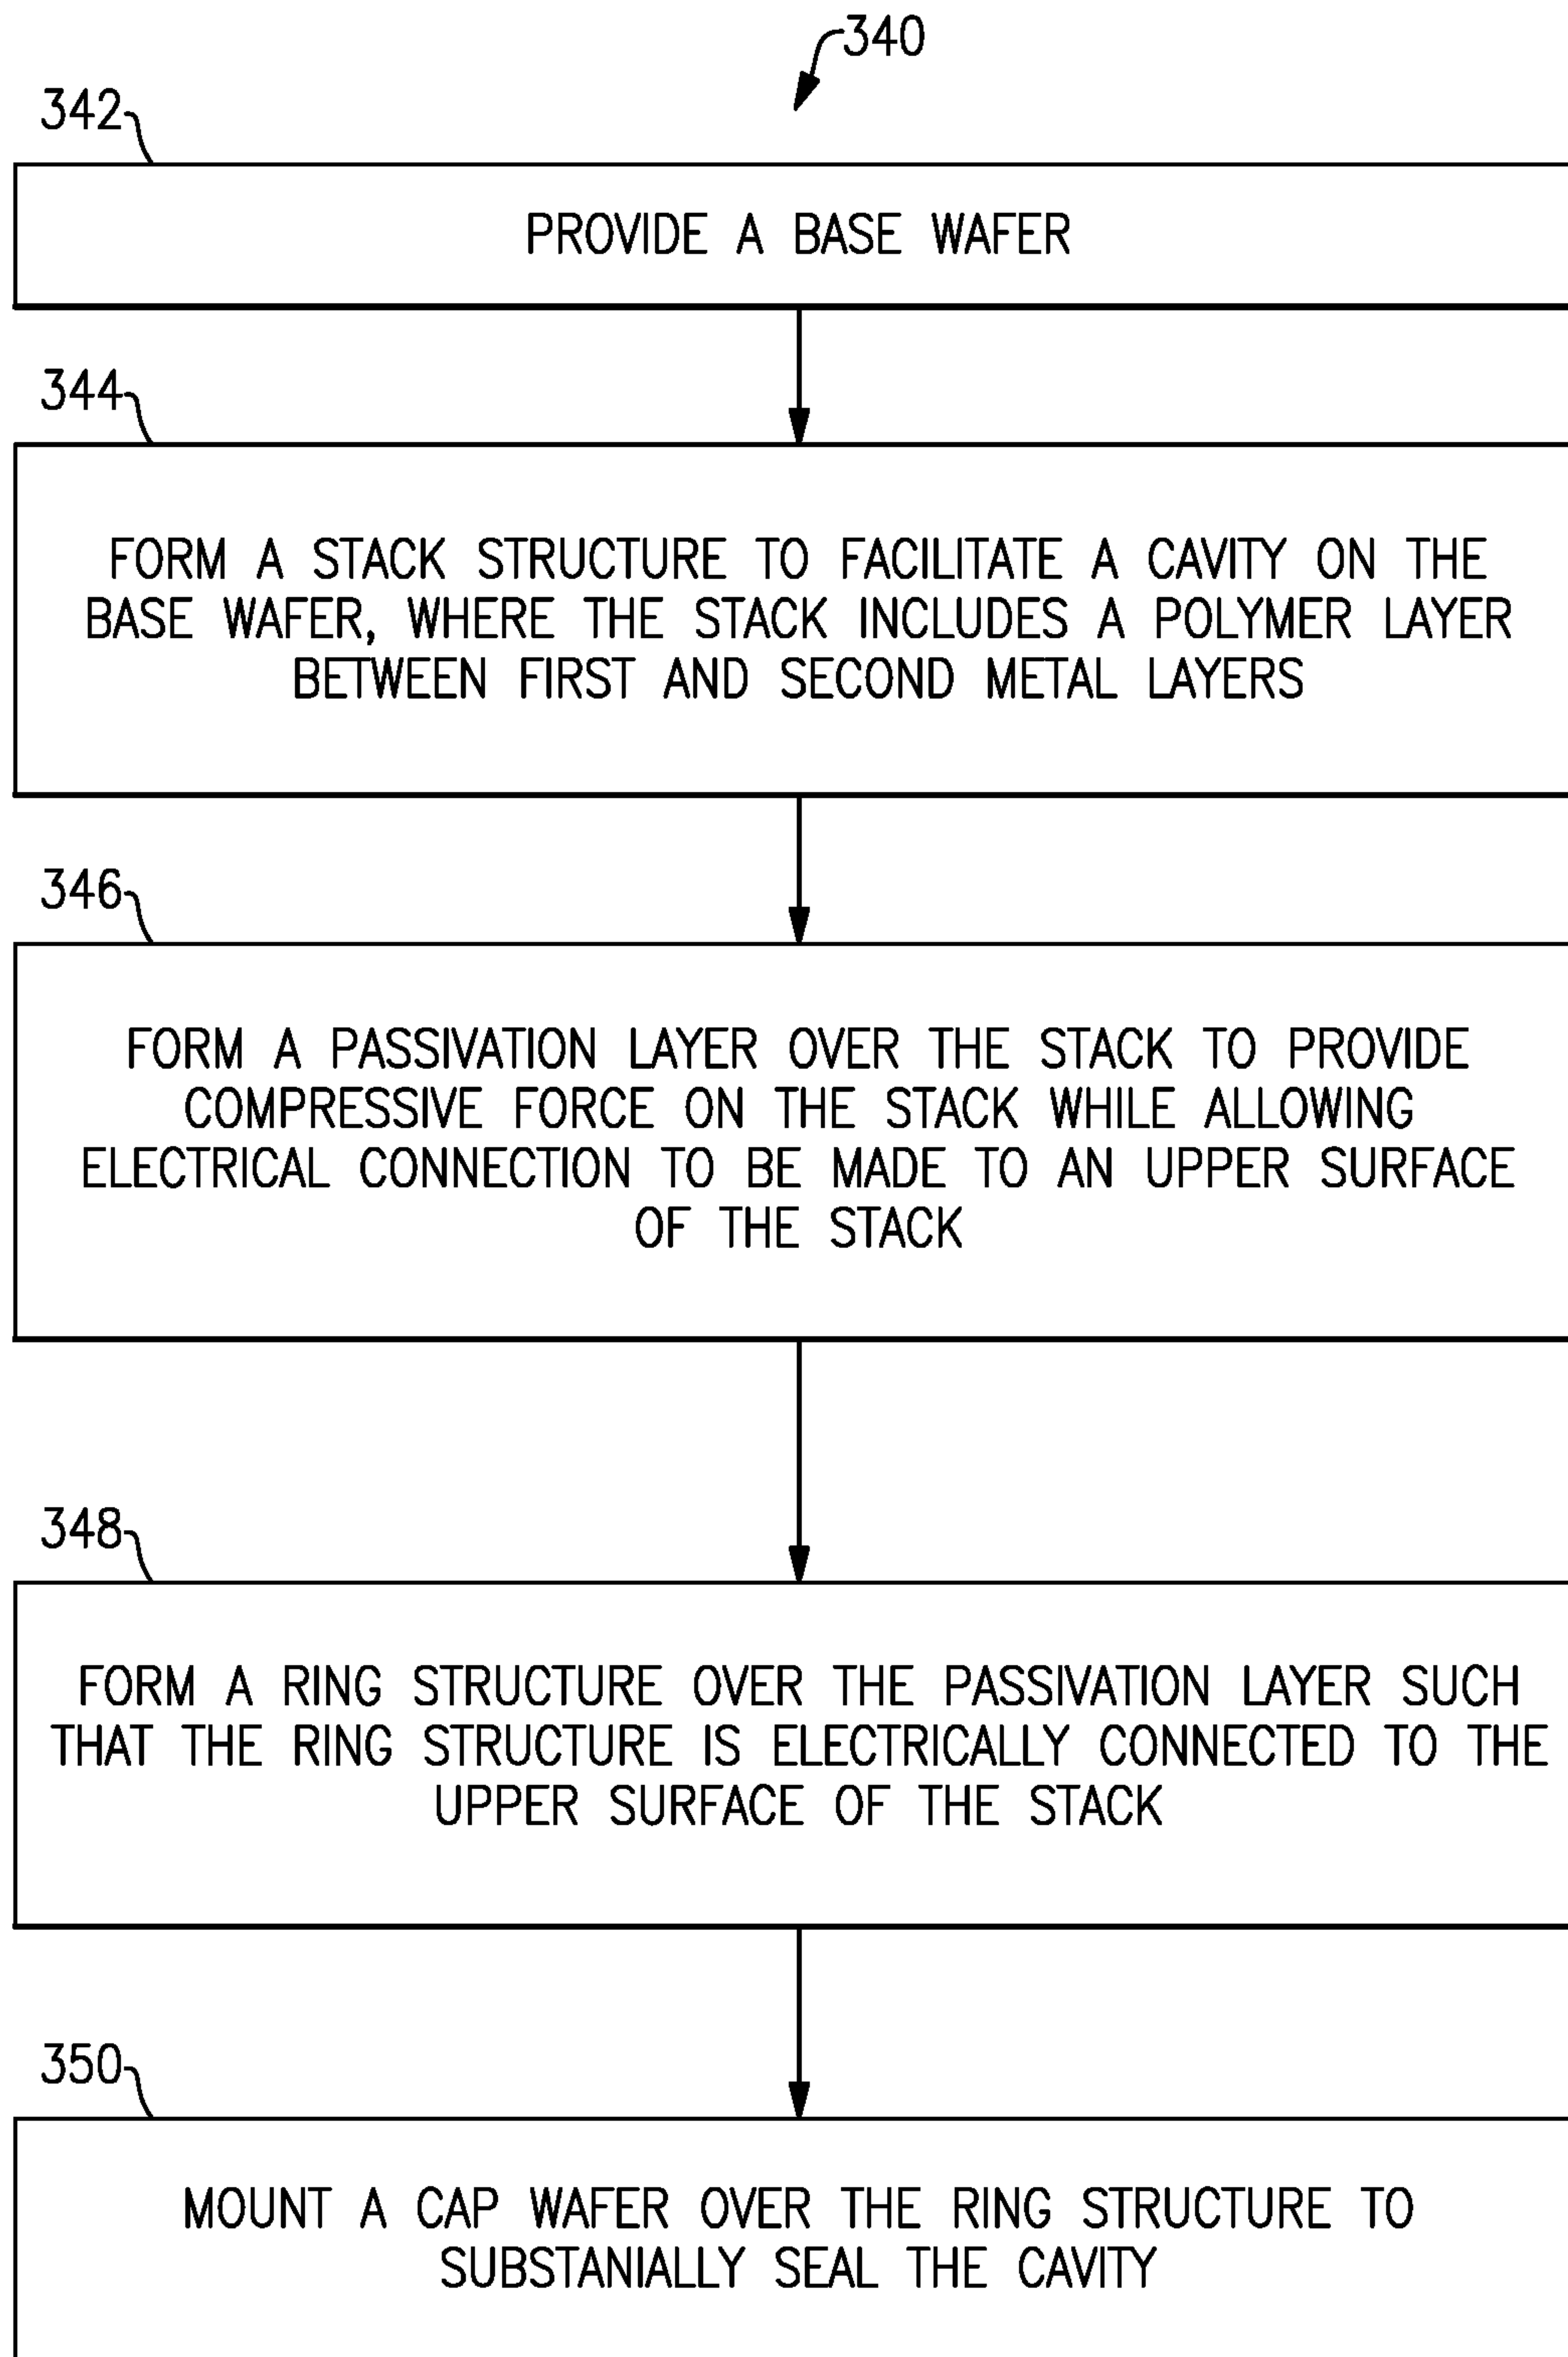 340
342
PROVIDE A BASE WAFER
344
FORM A STACK STRUCTURE TO FACILITATE A CAVITY ON THE
BASE WAFER, WHERE THE STACK INCLUDES A POLYMER LAYER
BETWEEN FIRST AND SECOND METAL LAYERS
346
FORM A PASSIVATION LAYER OVER THE STACK TO PROVIDE
COMPRESSIVE FORCE ON THE STACK WHILE ALLOWING
ELECTRICAL CONNECTION TO BE MADE TO AN UPPER SURFACE
OF THE STACK
348
FORM A RING STRUCTURE OVER THE PASSIVATION LAYER SUCH
THAT THE RING STRUCTURE IS ELECTRICALLY CONNECTED TO THE
UPPER SURFACE OF THE STACK
350
MOUNT A CAP WAFER OVER THE RING STRUCTURE TO
SUBSTANIALLY SEAL THE CAVITY